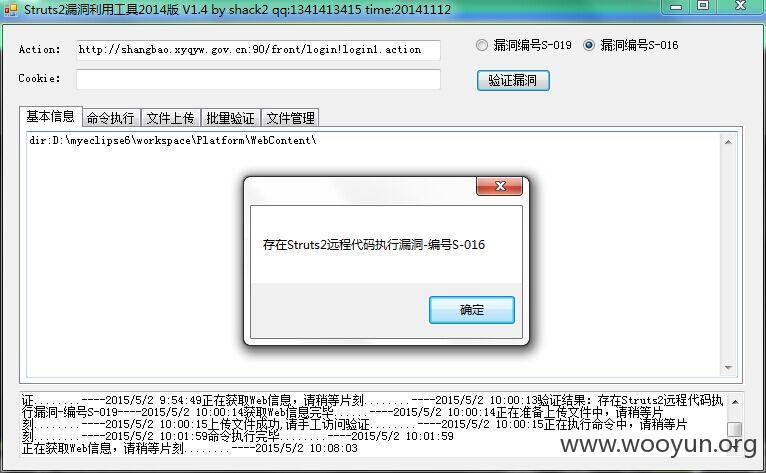 Struts2漏洞利用工具2014版 V1.4 by shack2 qq:1341413415 time:20141112
Action: http://shangbao.xyqyw.gov.cn:90/front/login!login1.action 漏洞编号S-019 漏洞编号S-016
Cookie: 验证漏洞
基本信息 命令执行 文件上传 批量验证 文件管理
dir:D:\myeclipse6\workspace\Platform\WebContent\
存在Struts2远程代码执行漏洞-编号S-016
确定
证........----2015/5/2 9:54:49正在获取Web信息，请稍等片刻........----2015/5/2 10:00:13验证结果：存在Struts2远程代码执
行漏洞-编号S-019----2015/5/2 10:00:14获取Web信息完毕......----2015/5/2 10:00:14正在准备上传文件中，请稍等片
刻........----2015/5/2 10:00:15上传文件成功,请手工访问验证........----2015/5/2 10:00:15正在执行命令中，请稍等片
刻........----2015/5/2 10:01:59命令执行完毕........----2015/5/2 10:01:59
正在获取Web信息，请稍等片刻........----2015/5/2 10:08:03
www.wooyun.org